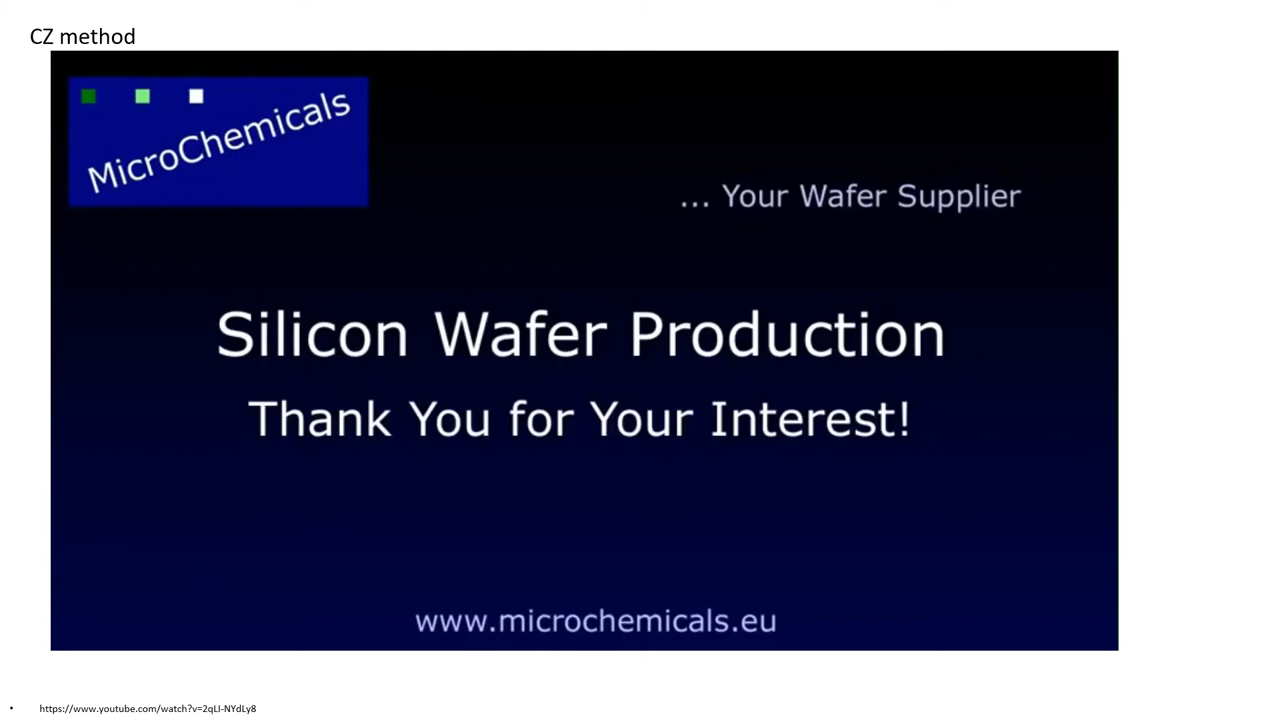 CZ method
MicroChemicals
... Your Wafer Supplier
Silicon Wafer Production
Thank You for Your Interest!
www.microchemicals.eu
• https://www.youtube.com/watch?v=2qLI-NYdLy8